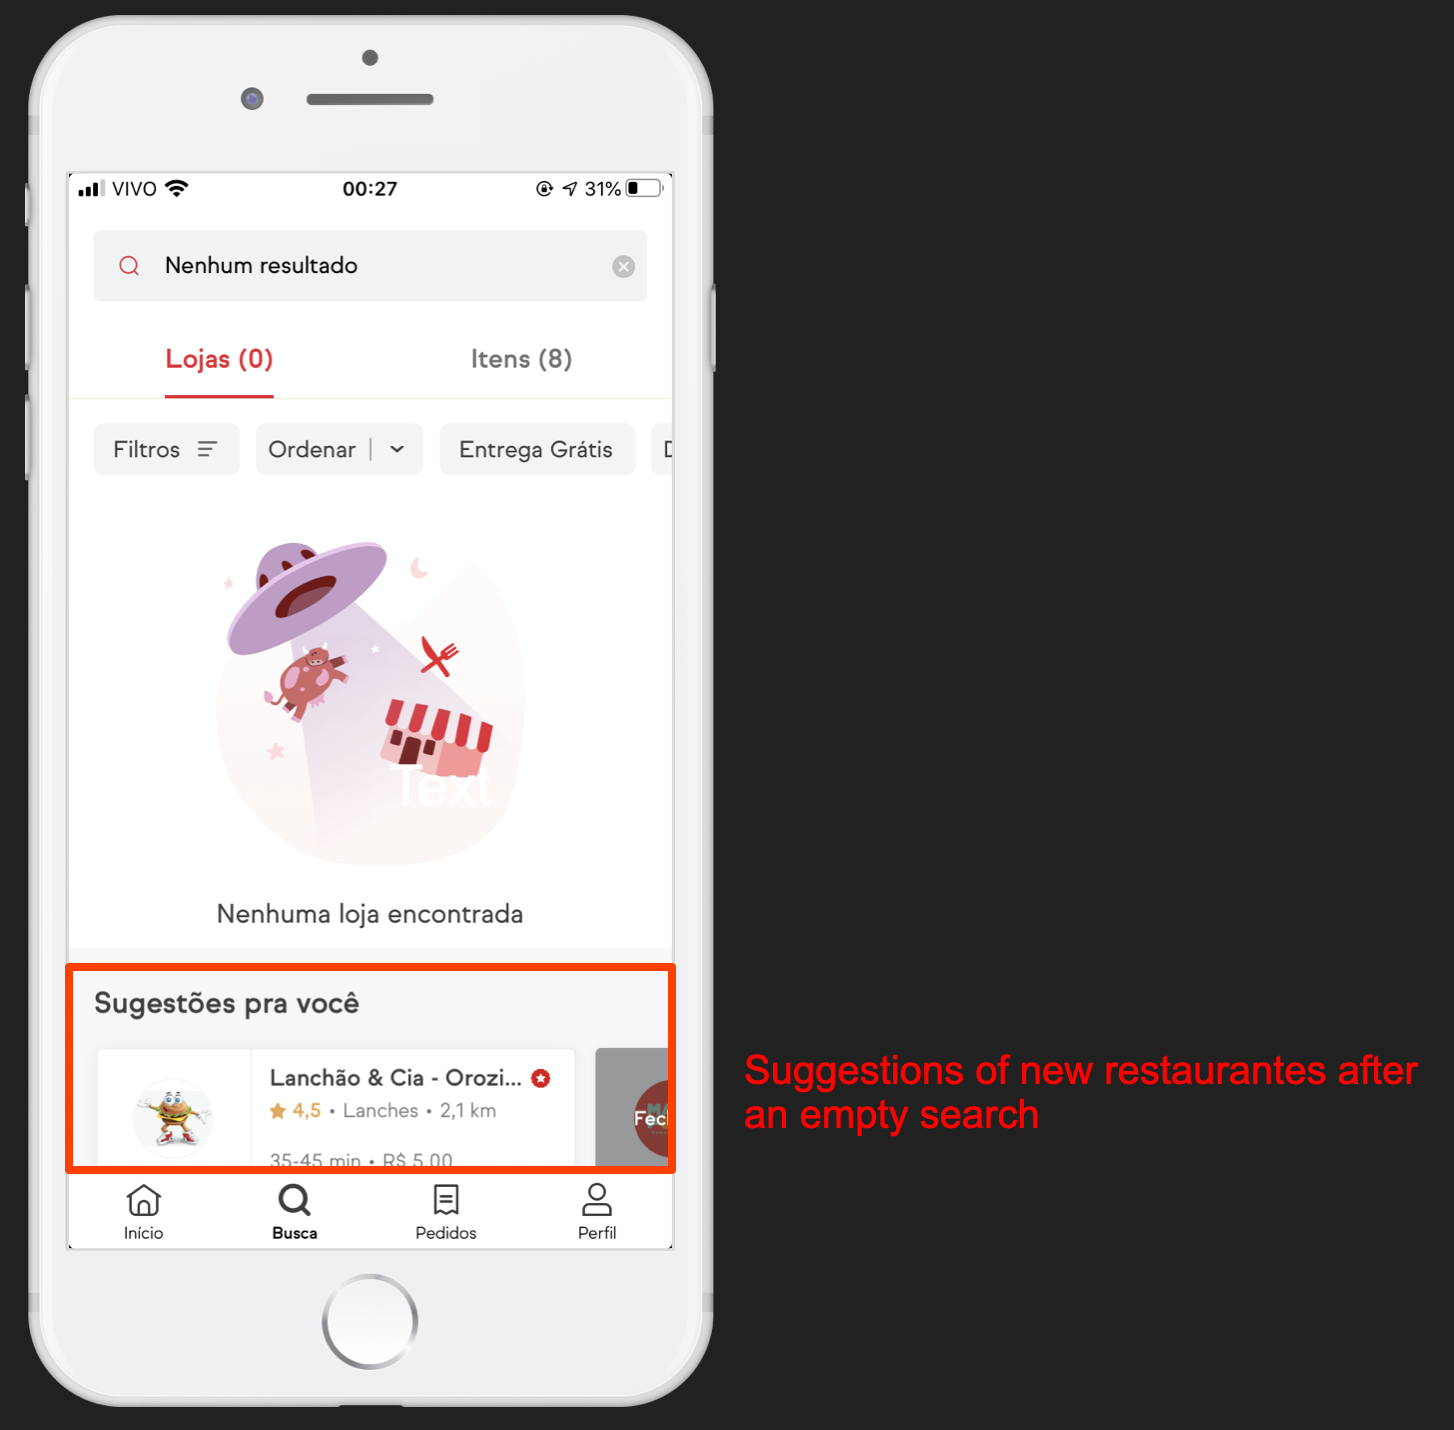 VIVO 00:27 31%
Nenhum resultado
Lojas (0) Itens (8)
Filtros Ordenar Entrega Grátis
Text
Nenhuma loja encontrada
Sugestões pra você
Lanchão & Cia - Orozi...
4,5 • Lanches • 2,1 km
35-45 min • R$ 5,00
Suggestions of new restaurantes after
an empty search
Início Busca Pedidos Perfil